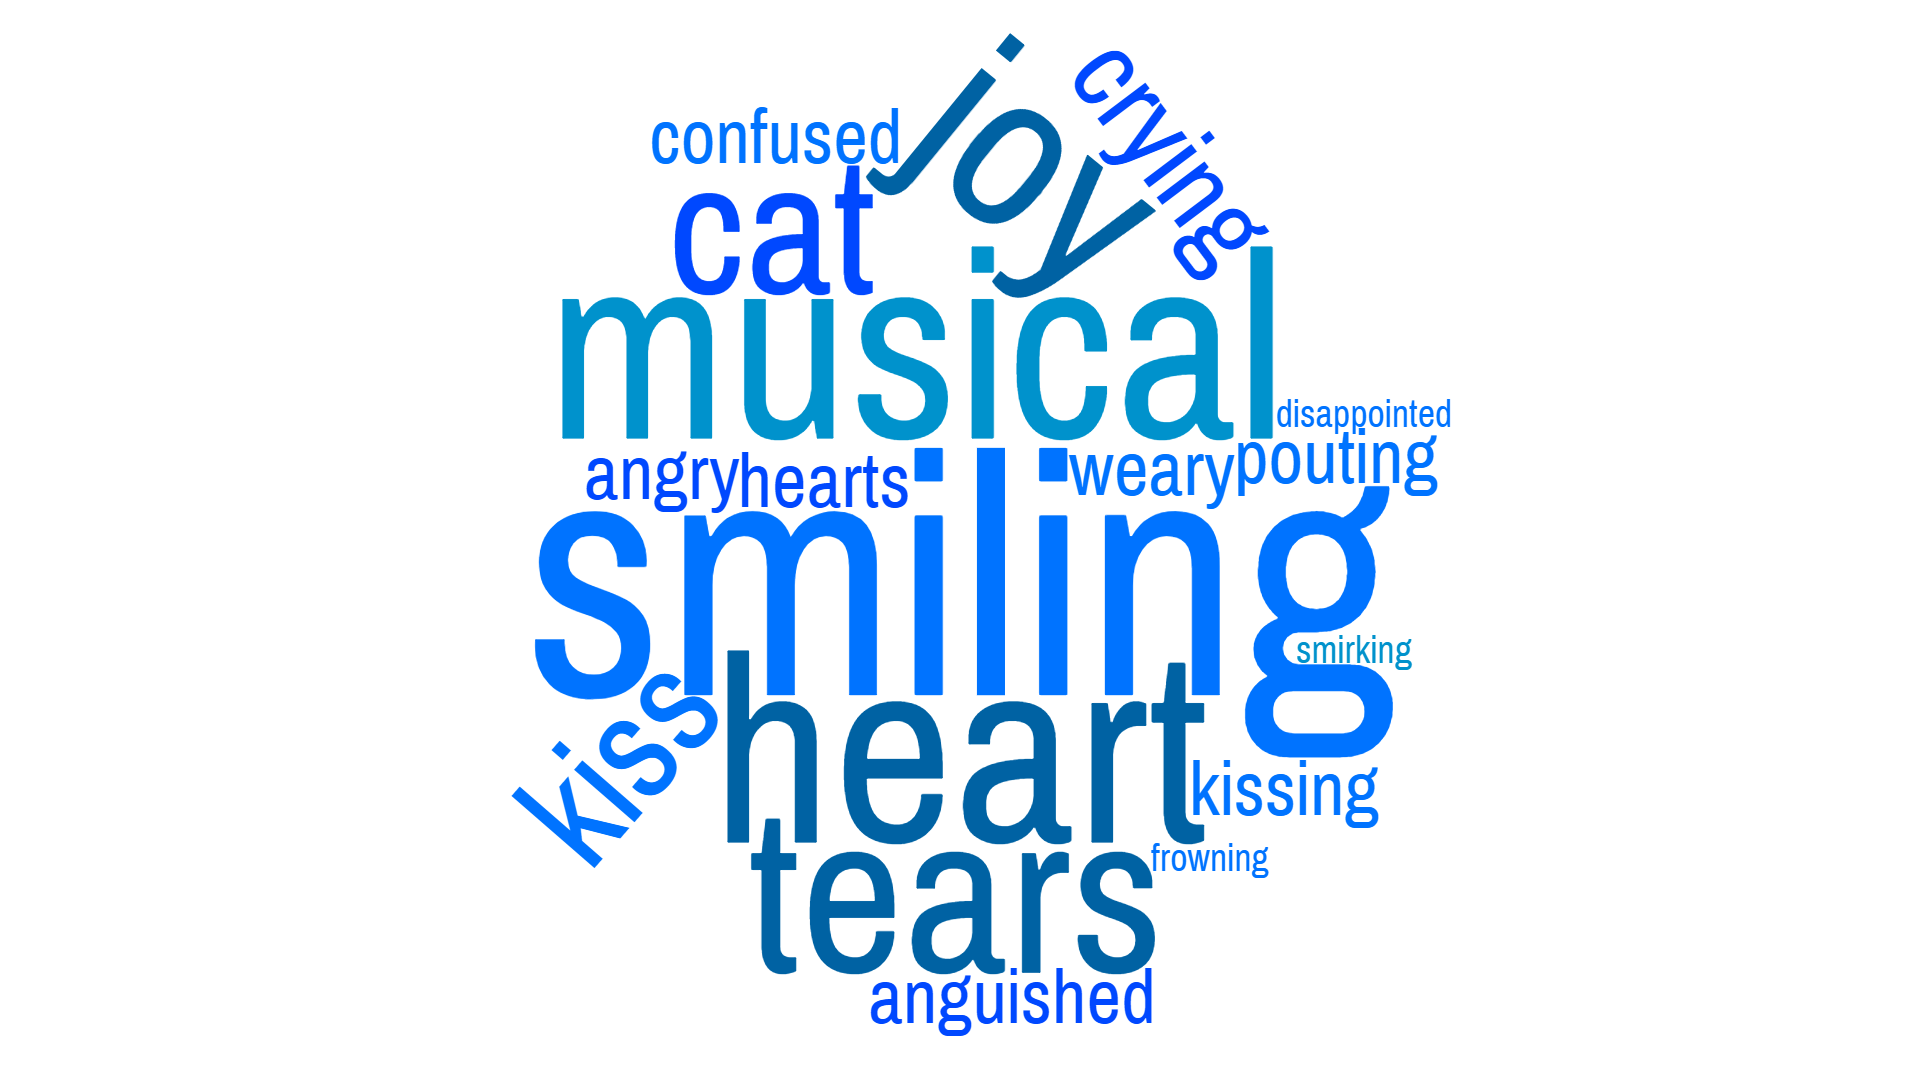 joy
crying
confused
cat
musical
disappointed
angry
hearts
weary
pouting
smiling
smirking
kiss
heart
kissing
tears
frowning
anguished